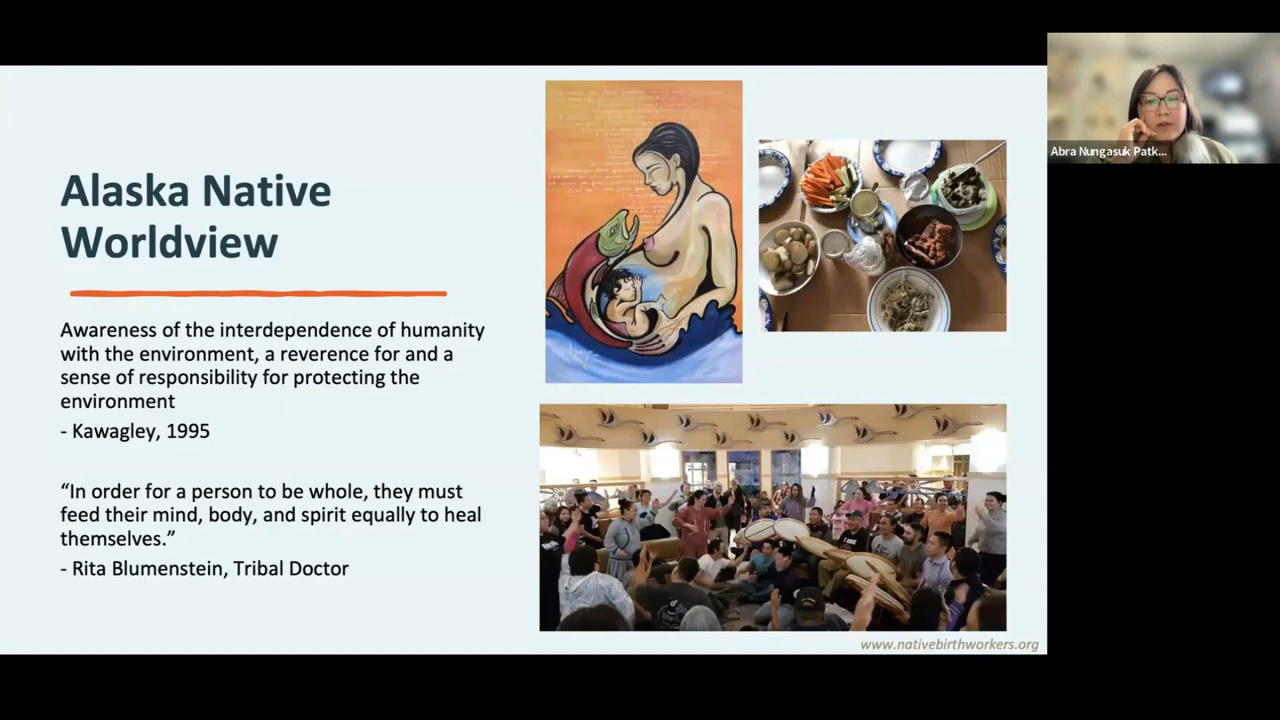 Alaska Native
Worldview
Awareness of the interdependence of humanity
with the environment, a reverence for and a
sense of responsibility for protecting the
environment
- Kawagley, 1995
“In order for a person to be whole, they must
feed their mind, body, and spirit equally to heal
themselves.”
- Rita Blumenstein, Tribal Doctor
www.nativebirthworkers.org
Abra Nungasuk Patk...